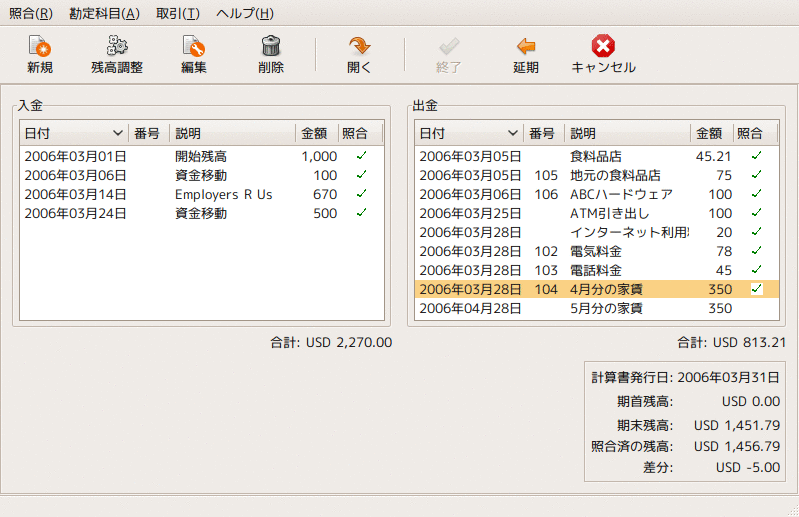 照合(R) 勘定科目(A) 取引(T) ヘルプ(H)
新規 残高調整 編集 削除 開く 終了 延期 キャンセル
入金
日付 番号 説明 金額 照合
2006年03月01日 開始残高 1,000
2006年03月06日 資金移動 100
2006年03月14日 Employers R Us 670
2006年03月24日 資金移動 500
合計: USD 2,270.00
出金
日付 番号 説明 金額 照合
2006年03月05日 食料品店 45.21
2006年03月05日 105 地元の食料品店 75
2006年03月06日 106 ABCハードウェア 100
2006年03月25日 ATM引き出し 100
2006年03月28日 インターネット利用 20
2006年03月28日 102 電気料金 78
2006年03月28日 103 電話料金 45
2006年03月28日 104 4月分の家賃 350
2006年04月28日 5月分の家賃 350
合計: USD 813.21
計算書発行日: 2006年03月31日
期首残高: USD 0.00
期末残高: USD 1,451.79
照合済の残高: USD 1,456.79
差分: USD -5.00